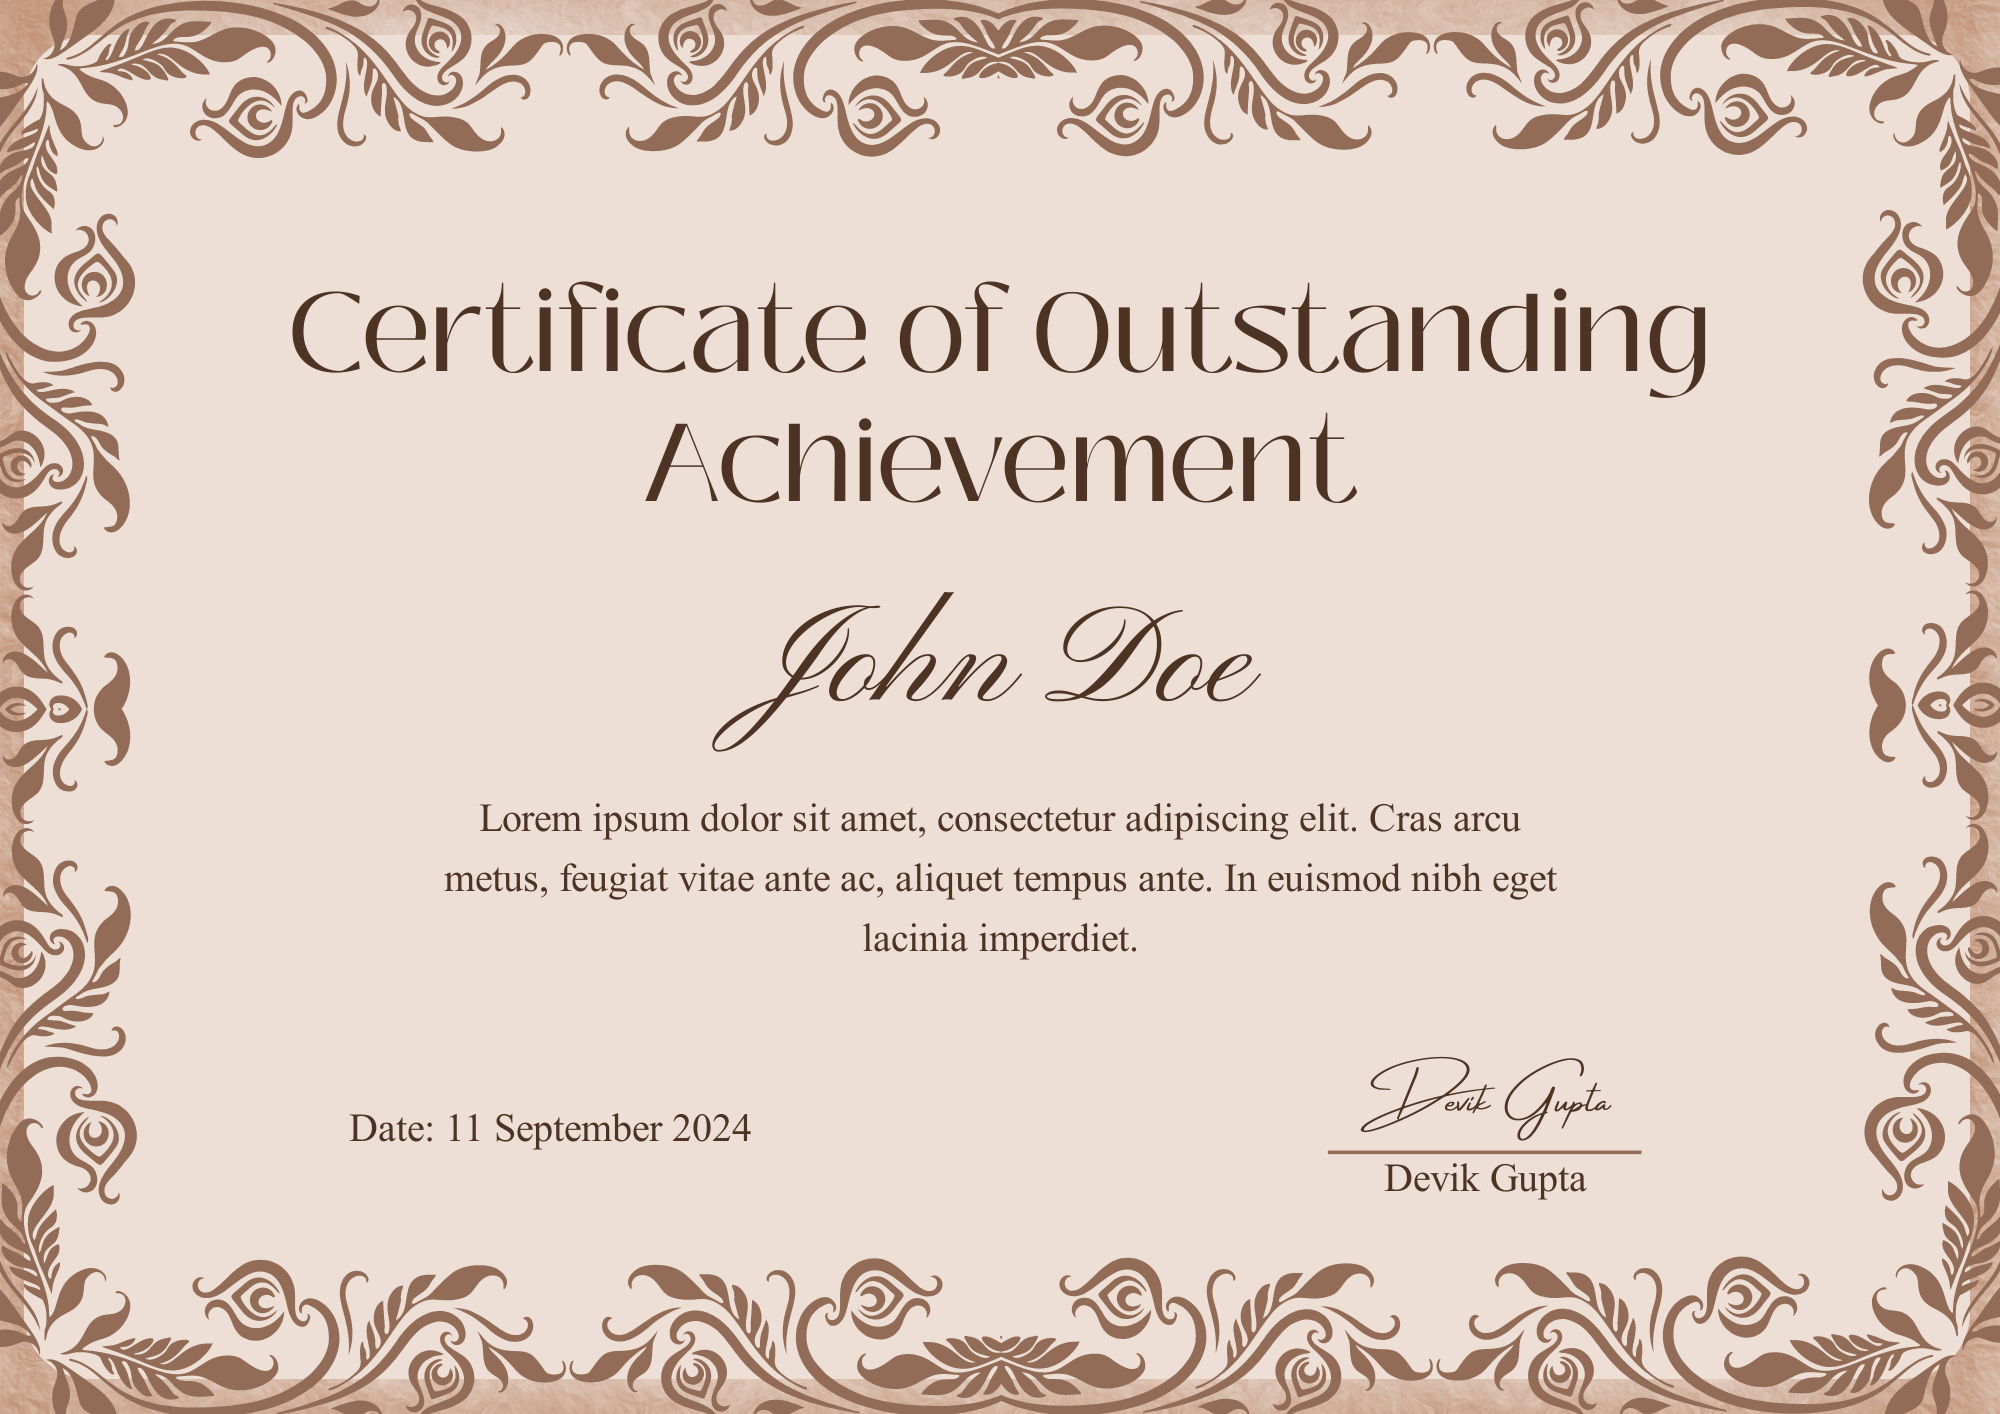 Certificate of Outstanding
Achievement
John Doe
Lorem ipsum dolor sit amet, consectetur adipiscing elit. Cras arcu
metus, feugiat vitae ante ac, aliquet tempus ante. In euismod nibh eget
lacinia imperdiet.
Date: 11 September 2024
Devik Gupta
Devik Gupta